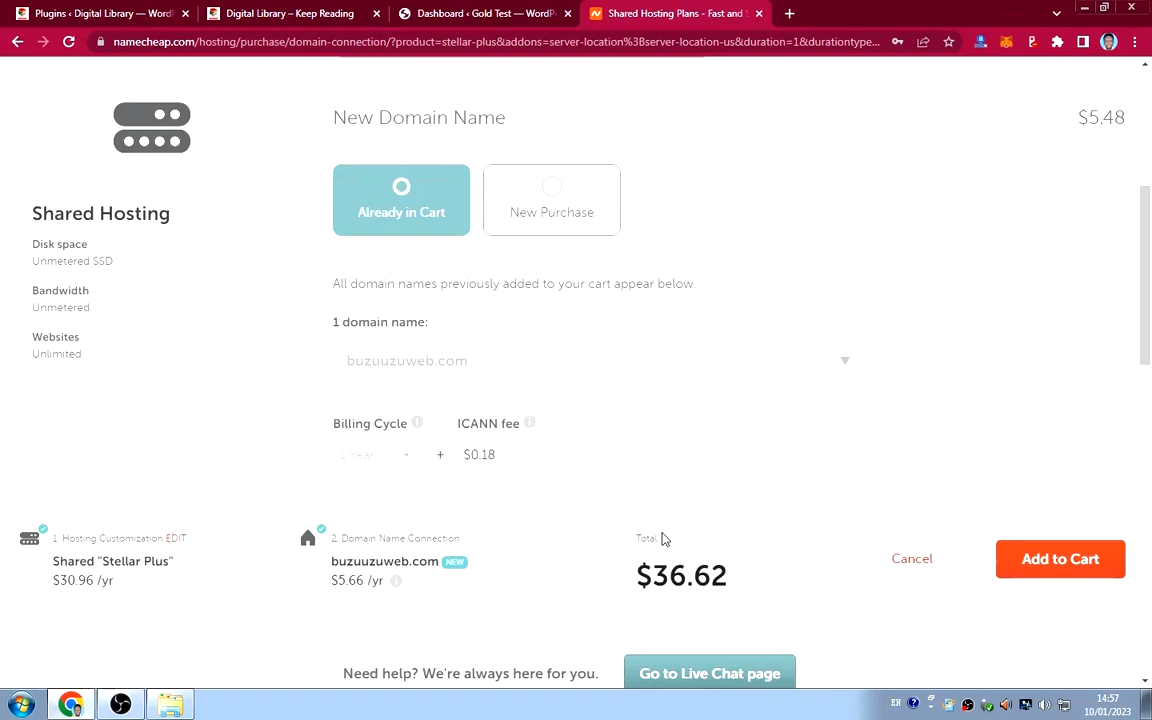 Plugins ‹ Digital Library — WordP
Digital Library – Keep Reading
Dashboard ‹ Gold Test — WordPr
Shared Hosting Plans - Fast and S
namecheap.com/hosting/purchase/domain-connection/?product=stellar-plus&addons=server-location%3Bserver-location-us&duration=1&durationtype...
New Domain Name
$5.48
Already in Cart
New Purchase
Shared Hosting
Disk space
Unmetered SSD
Bandwidth
Unmetered
Websites
Unlimited
All domain names previously added to your cart appear below.
1 domain name:
buzuuzuweb.com
Billing Cycle
ICANN fee
1 Year - + $0.18
1. Hosting Customization EDIT
Shared "Stellar Plus"
$30.96 /yr
2. Domain Name Connection
buzuuzuweb.com NEW
$5.66 /yr
Total
$36.62
Cancel
Add to Cart
Need help? We're always here for you.
Go to Live Chat page
EN
14:57
10/01/2023